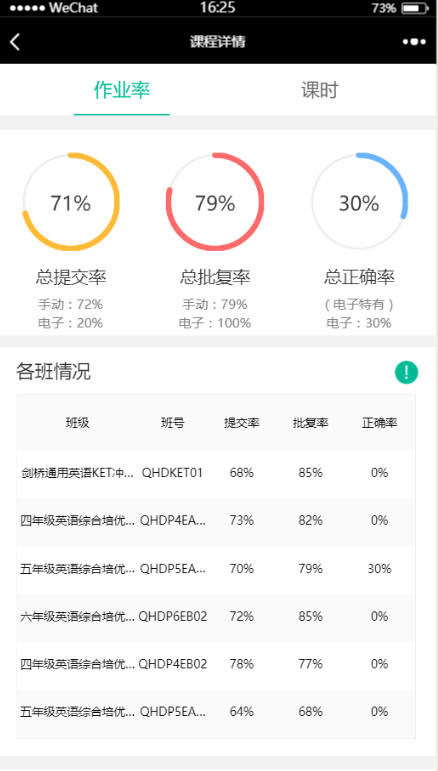 WeChat 16:25 73%
课程详情
作业率 课时
71% 79% 30%
总提交率 总批复率 总正确率
手动：72% 手动：79% （电子特有）
电子：20% 电子：100% 电子：30%
各班情况 !
班级 班号 提交率 批复率 正确率
剑桥通用英语KET冲... QHDKET01 68% 85% 0%
四年级英语综合培优... QHDP4EA... 73% 82% 0%
五年级英语综合培优... QHDP5EA... 70% 79% 30%
六年级英语综合培优... QHDP6EB02 72% 85% 0%
四年级英语综合培优... QHDP4EB02 78% 77% 0%
五年级英语综合培优... QHDP5EA... 64% 68% 0%